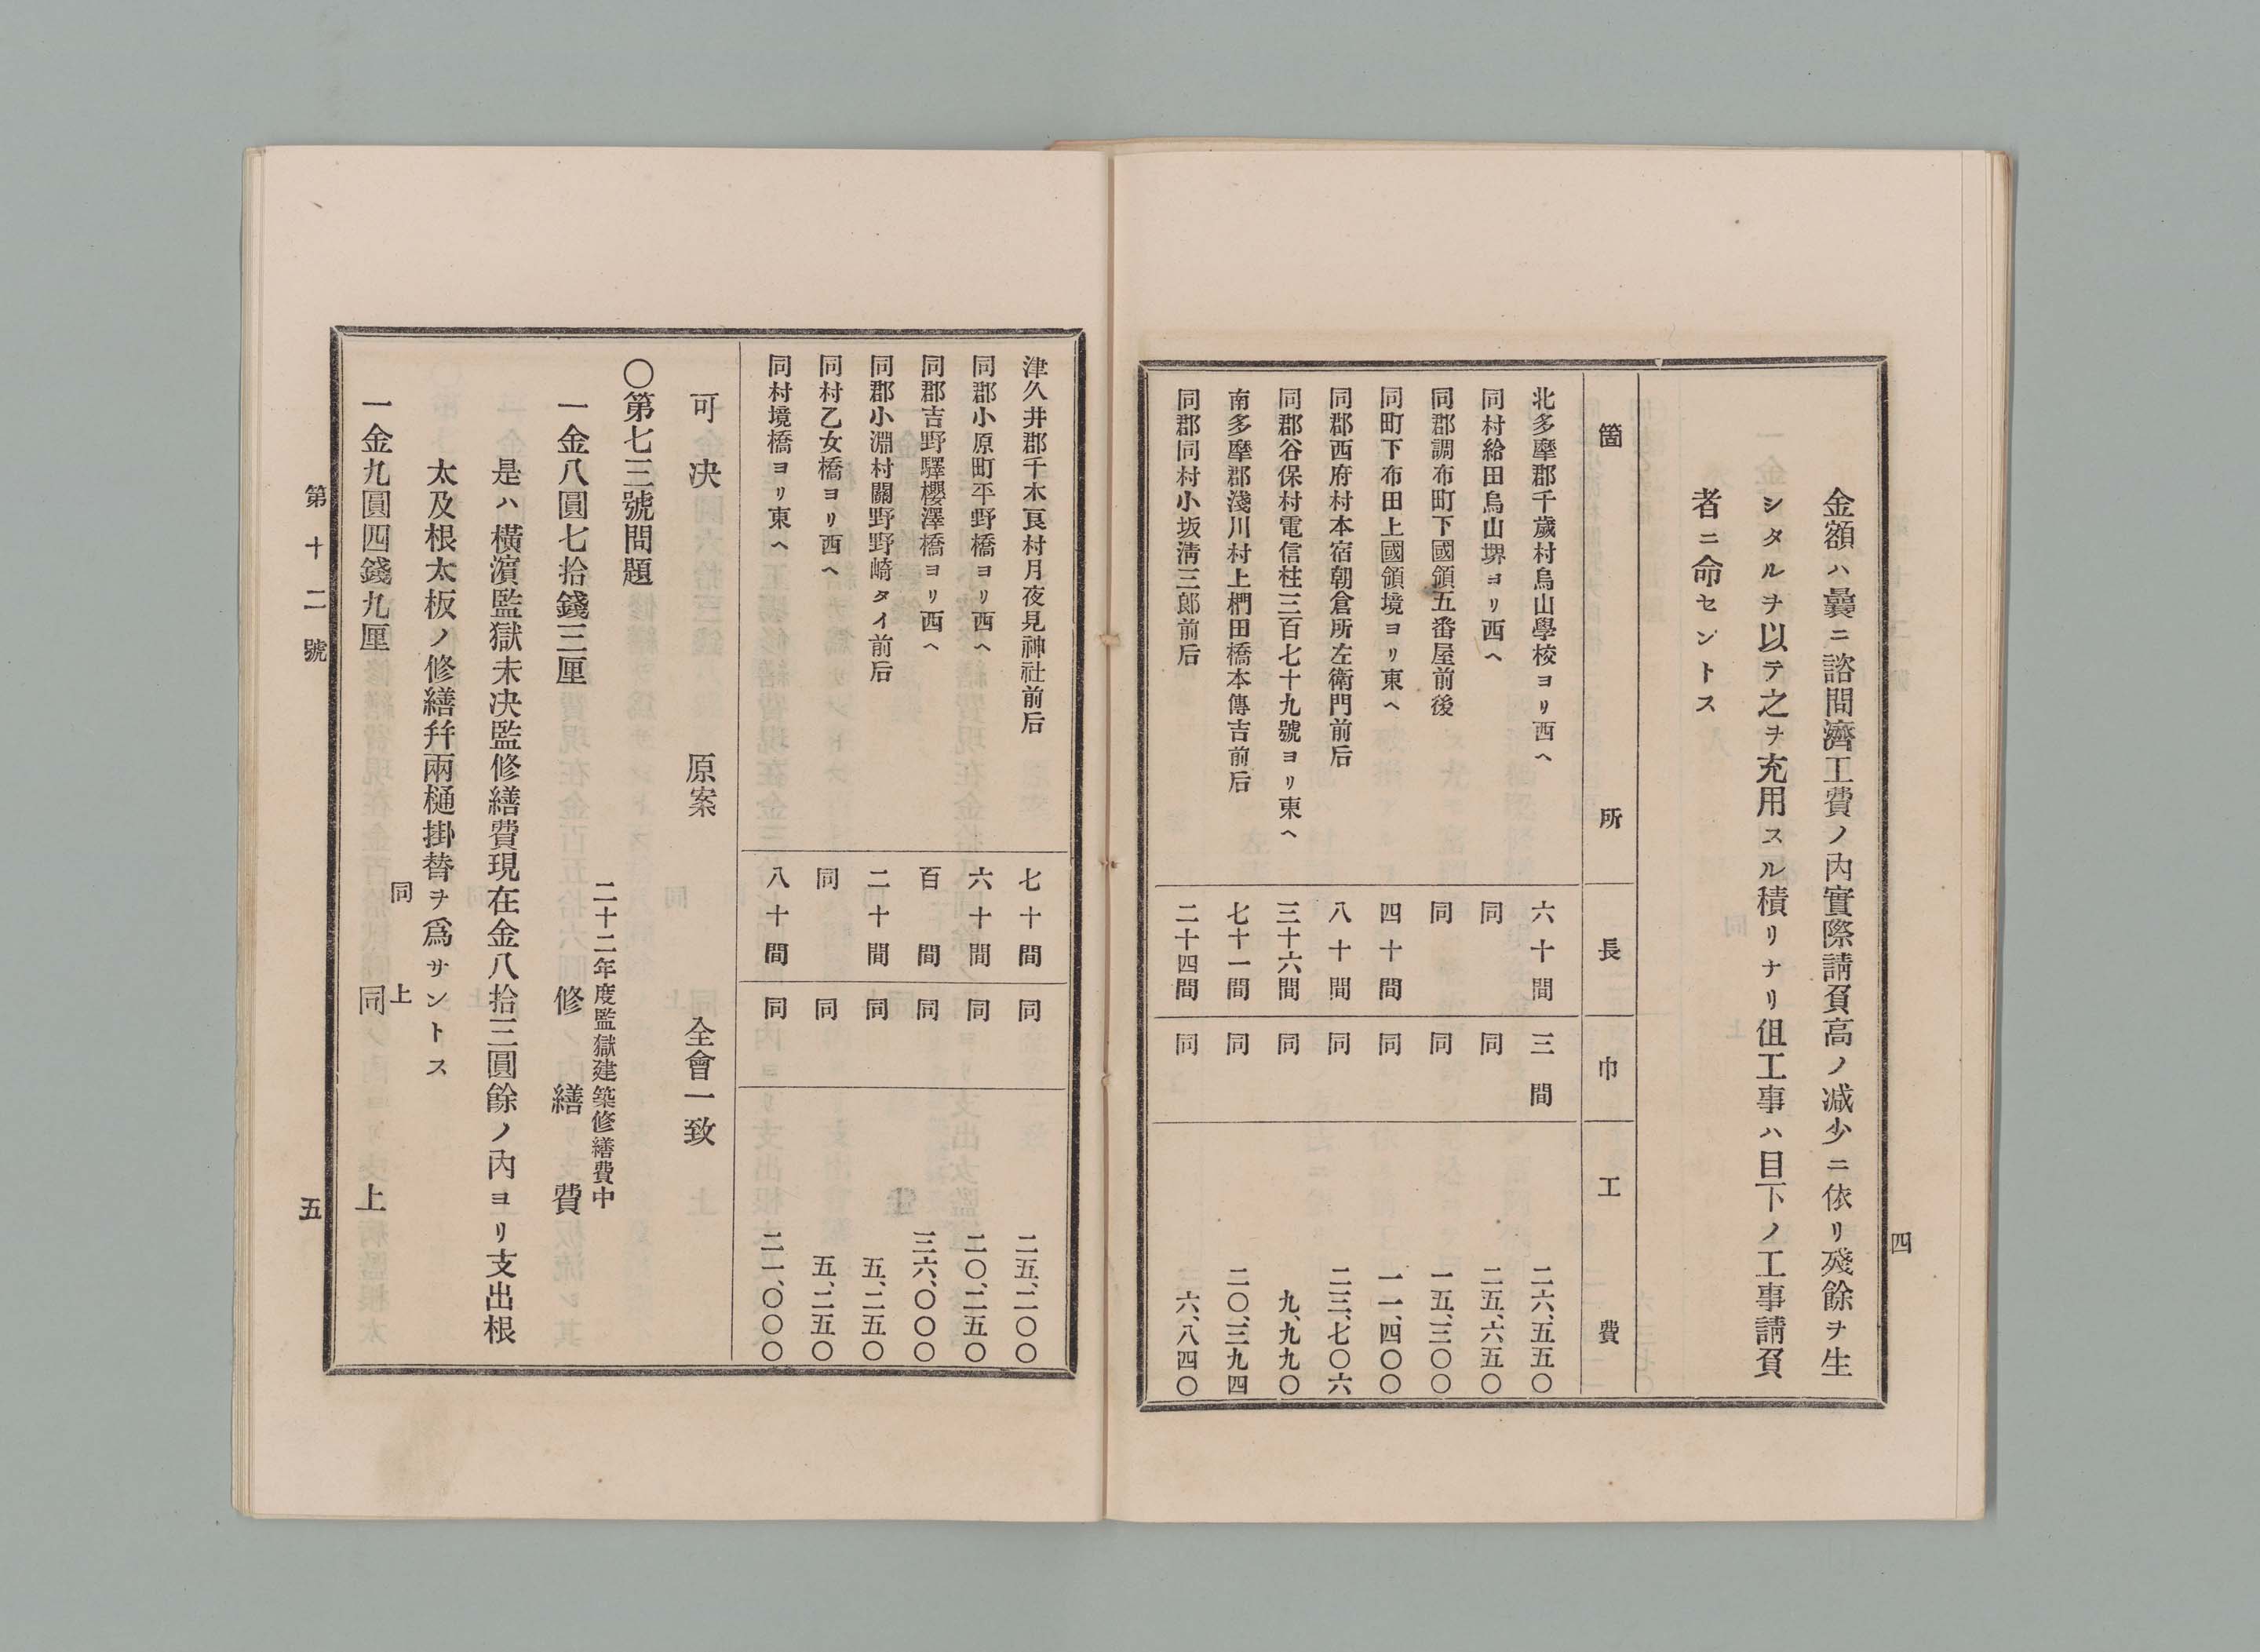 四
金額ハ曩ニ諮問濟工費ノ內實際請負高ノ减少ニ依リ殘餘ヲ生
シタルヲ以テ之ヲ充用スル積リナリ伹工事ハ目下ノ工事請負
者ニ命セントス
箇所 長 巾 工費
北多摩郡千歲村烏山學校ヨリ西ヘ 六十間 三間 二六、五五〇
同村給田烏山堺ヨリ西ヘ 同 同 二五、六五〇
同郡調布町下國領五番屋前後 同 同 一五、三〇〇
同町下布田上國領境ヨリ東ヘ 四十間 同 一一、四〇〇
同郡西府村本宿朝倉所左衛門前后 八十間 同 二三、七〇六
同郡谷保村電信柱三百七十九號ヨリ東ヘ 三十六間 同 九、九九〇
南多摩郡淺川村上椚田橋本傳吉前后 七十一間 同 二〇、三九四
同郡同村小坂淸三郎前后 二十四間 同 六、八四〇
津久井郡千木良村月夜見神社前后 七十間 同 二五、二〇〇
同郡小原町平野橋ヨリ西ヘ 六十間 同 二〇、二五〇
同郡吉野驛櫻澤橋ヨリ西ヘ 百間 同 三六、〇〇〇
同郡小淵村關野野崎タイ前后 二十間 同 五、二五〇
同村乙女橋ヨリ西ヘ 同 同 五、二五〇
同村境橋ヨリ東ヘ 八十間 同 二一、〇〇〇
可决 原案 全會一致
〇第七三號問題
二十二年度監獄建築修繕費中
一金八圓七拾錢三厘 修繕費
是ハ橫濱監獄未决監修繕費現在金八拾三圓餘ノ內ヨリ支出根
太及根太板ノ修繕幷兩樋掛替ヲ爲サントス
同 上
一金九圓四錢九厘 同 上
第十二號
五